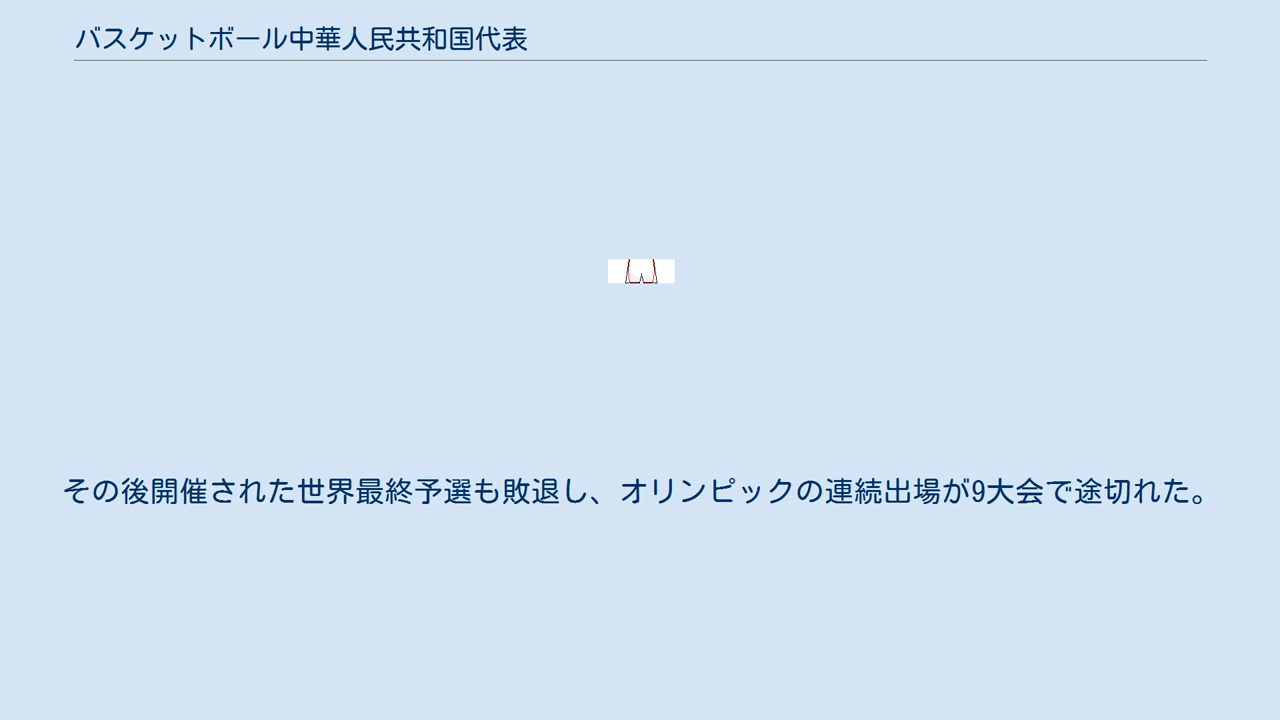 バスケットボール中華人民共和国代表
その後開催された世界最終予選も敗退し、オリンピックの連続出場が9大会で途切れた。